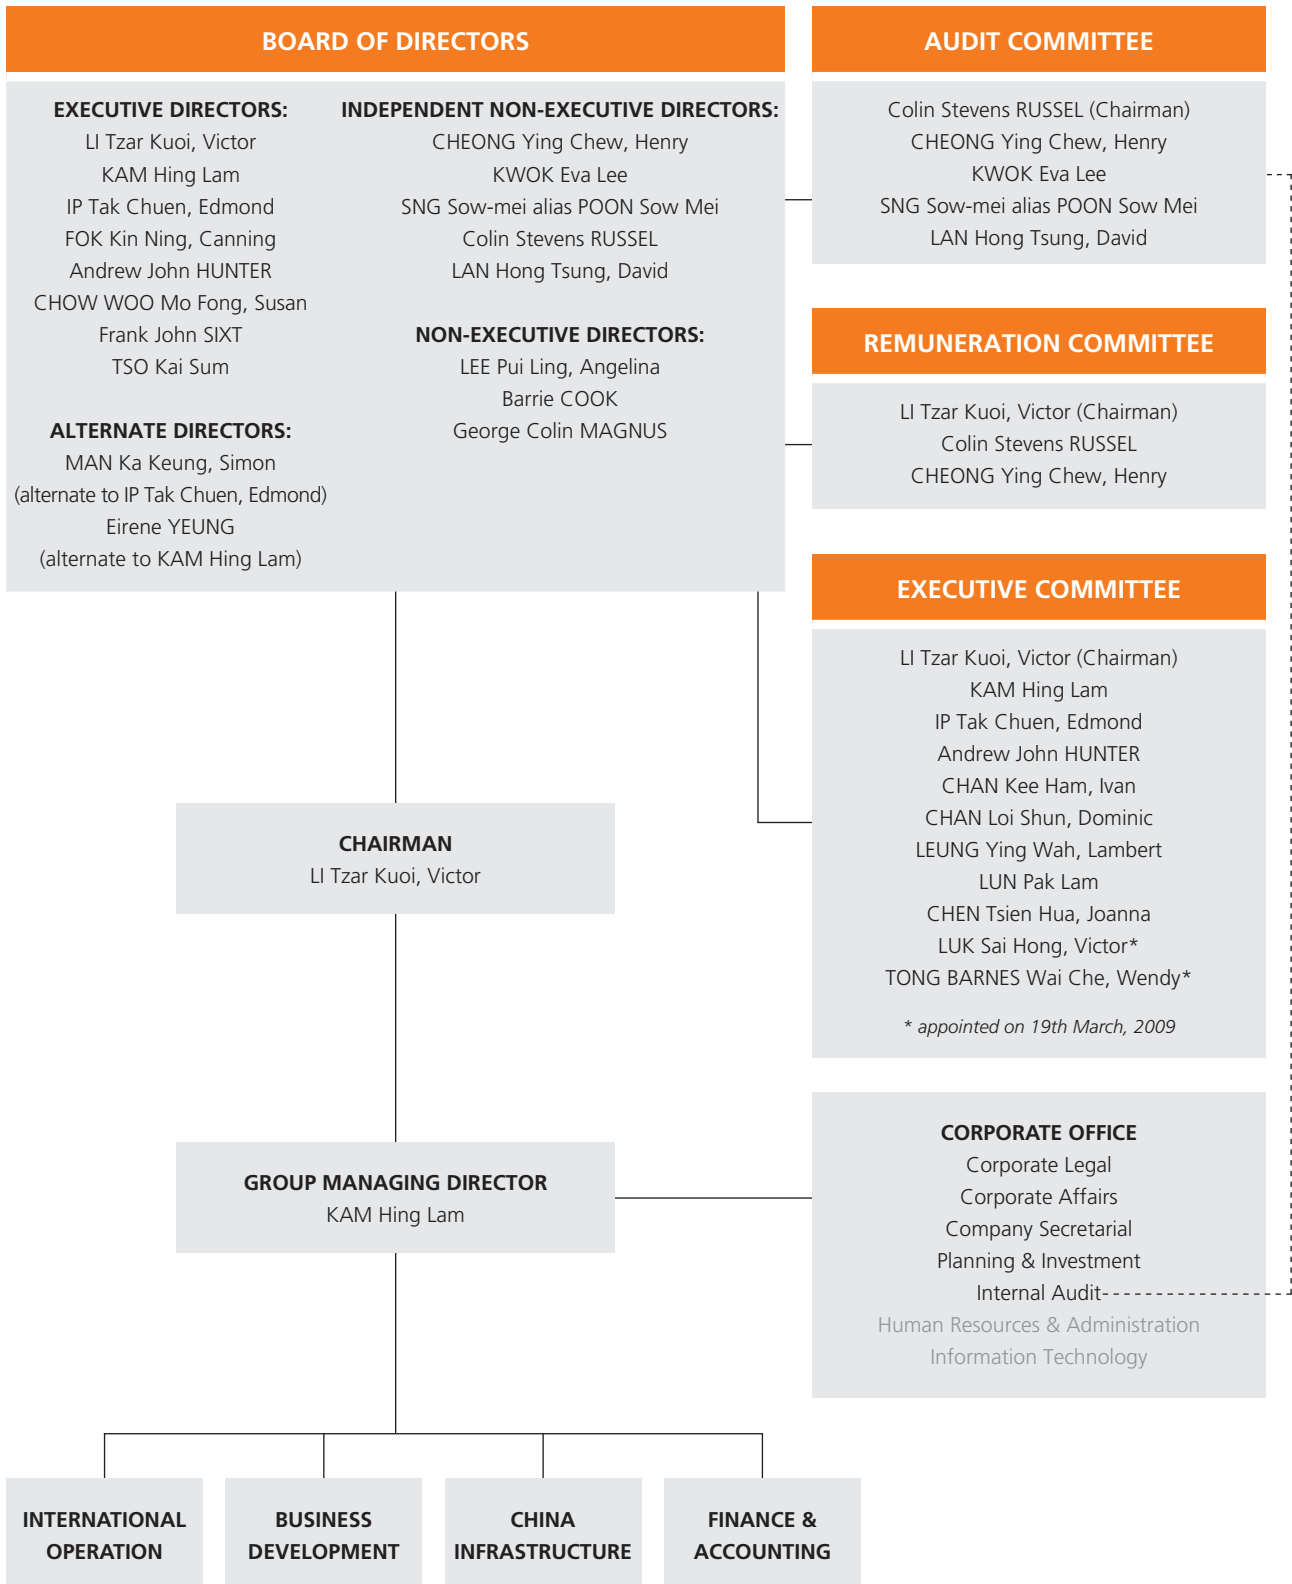 BOARD OF DIRECTORS
EXECUTIVE DIRECTORS:
LI Tzar Kuoi, Victor
KAM Hing Lam
IP Tak Chuen, Edmond
FOK Kin Ning, Canning
Andrew John HUNTER
CHOW WOO Mo Fong, Susan
Frank John SIXT
TSO Kai Sum
ALTERNATE DIRECTORS:
MAN Ka Keung, Simon
(alternate to IP Tak Chuen, Edmond)
Eirene YEUNG
(alternate to KAM Hing Lam)
INDEPENDENT NON-EXECUTIVE DIRECTORS:
CHEONG Ying Chew, Henry
KWOK Eva Lee
SNG Sow-mei alias POON Sow Mei
Colin Stevens RUSSEL
LAN Hong Tsung, David
NON-EXECUTIVE DIRECTORS:
LEE Pui Ling, Angelina
Barrie COOK
George Colin MAGNUS
AUDIT COMMITTEE
Colin Stevens RUSSEL (Chairman)
CHEONG Ying Chew, Henry
KWOK Eva Lee
SNG Sow-mei alias POON Sow Mei
LAN Hong Tsung, David
REMUNERATION COMMITTEE
LI Tzar Kuoi, Victor (Chairman)
Colin Stevens RUSSEL
CHEONG Ying Chew, Henry
EXECUTIVE COMMITTEE
LI Tzar Kuoi, Victor (Chairman)
KAM Hing Lam
IP Tak Chuen, Edmond
Andrew John HUNTER
CHAN Kee Ham, Ivan
CHAN Loi Shun, Dominic
LEUNG Ying Wah, Lambert
LUN Pak Lam
CHEN Tsien Hua, Joanna
LUK Sai Hong, Victor*
TONG BARNES Wai Che, Wendy*
* appointed on 19th March, 2009
CHAIRMAN
LI Tzar Kuoi, Victor
GROUP MANAGING DIRECTOR
KAM Hing Lam
CORPORATE OFFICE
Corporate Legal
Corporate Affairs
Company Secretarial
Planning & Investment
Internal Audit
Human Resources & Administration
Information Technology
INTERNATIONAL
OPERATION
BUSINESS
DEVELOPMENT
CHINA
INFRASTRUCTURE
FINANCE &
ACCOUNTING